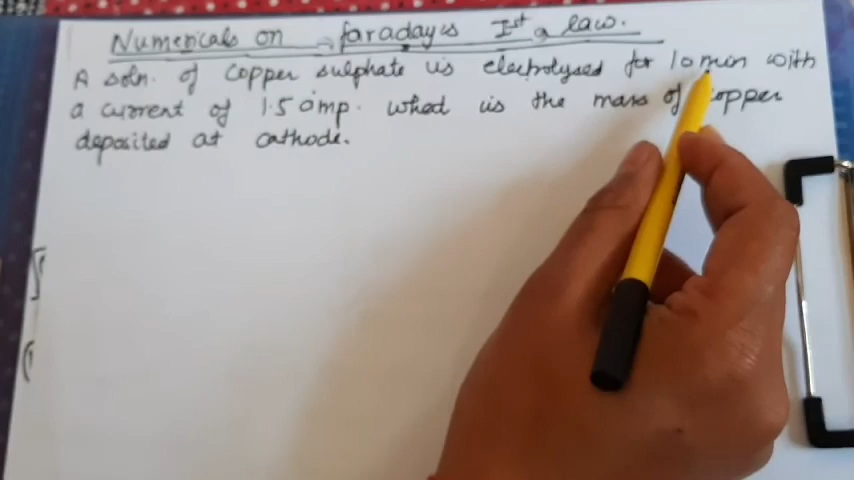 Numericals on faraday's Ist law.
A soln. of copper sulphate is electrolysed for 10 min with
a current of 1.5 amp. what is the mass of copper
deposited at cathode.